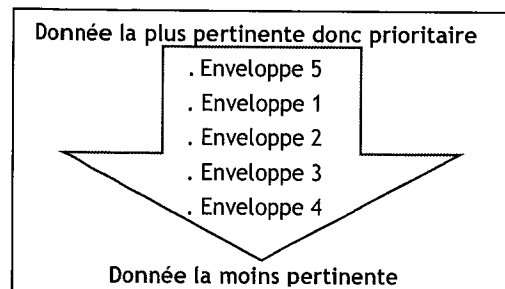 Donnée la plus pertinente donc prioritaire
. Enveloppe 5
. Enveloppe 1
. Enveloppe 2
. Enveloppe 3
. Enveloppe 4
Donnée la moins pertinente